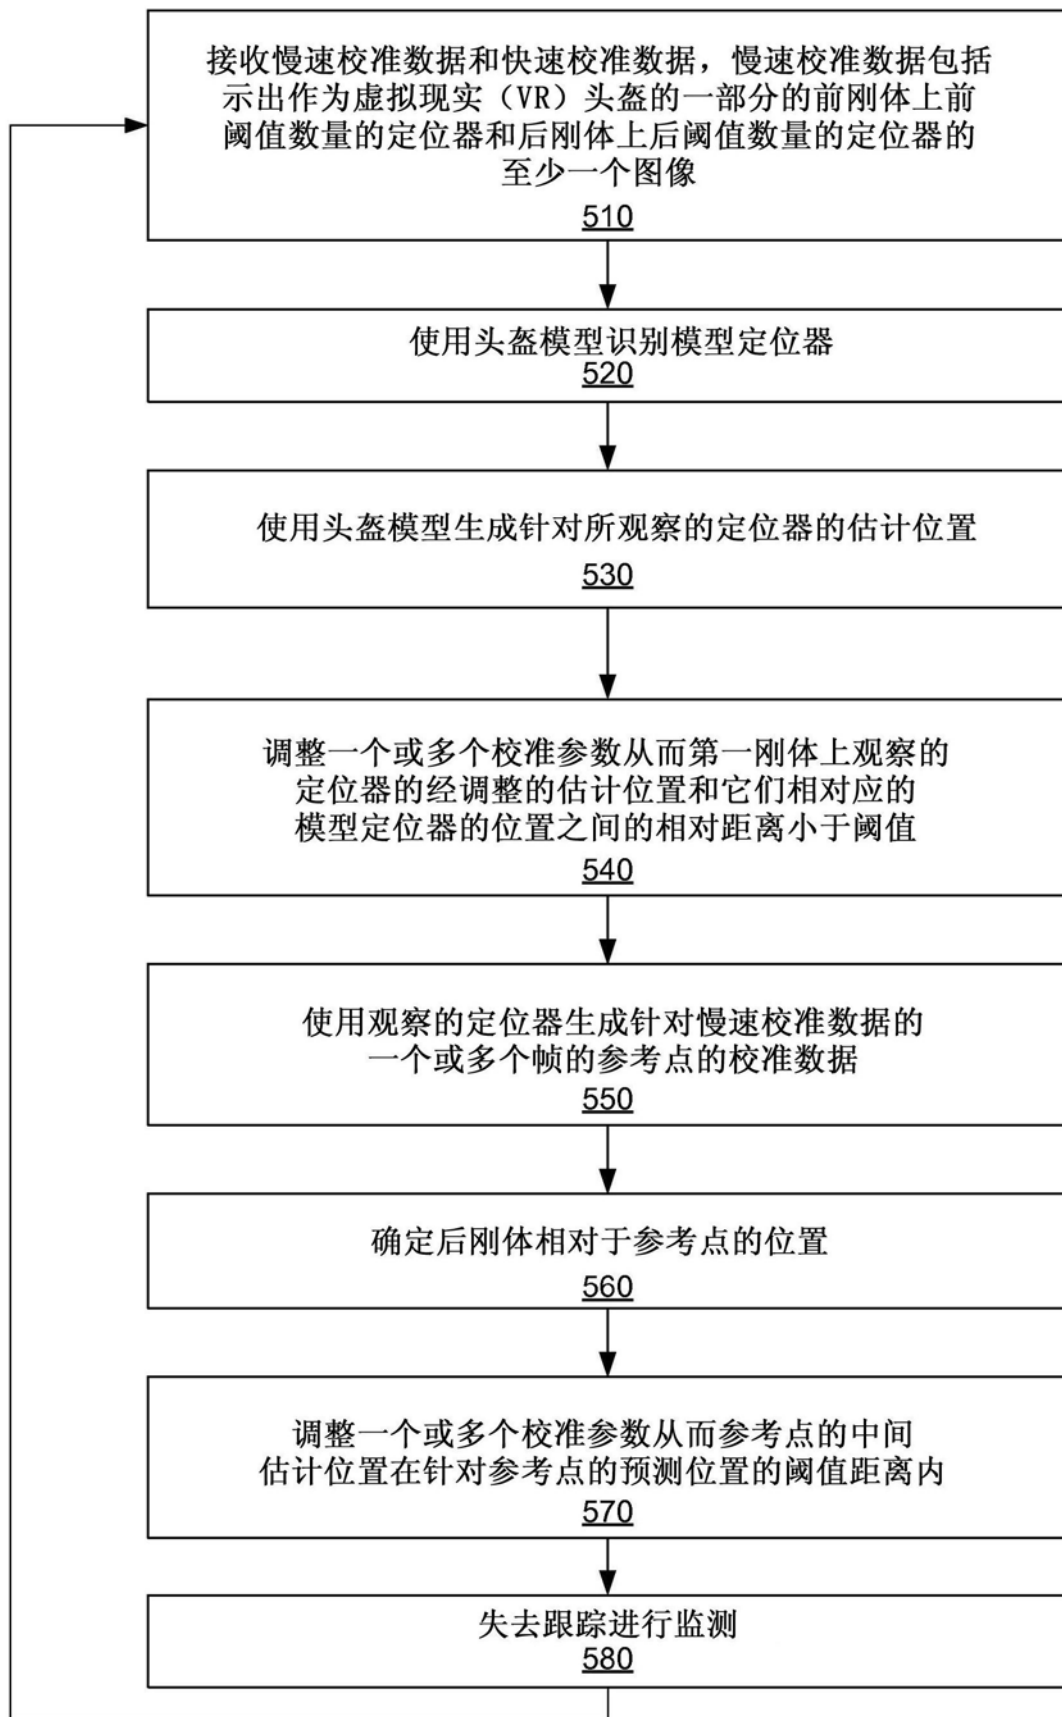 接收慢速校准数据和快速校准数据，慢速校准数据包括
示出作为虚拟现实（VR）头盔的一部分的前刚体上前
阈值数量的定位器和后刚体上后阈值数量的定位器的
至少一个图像
510
使用头盔模型识别模型定位器
520
使用头盔模型生成针对所观察的定位器的估计位置
530
调整一个或多个校准参数从而第一刚体上观察的
定位器的经调整的估计位置和它们相对应的
模型定位器的位置之间的相对距离小于阈值
540
使用观察的定位器生成针对慢速校准数据的
一个或多个帧的参考点的校准数据
550
确定后刚体相对于参考点的位置
560
调整一个或多个校准参数从而参考点的中间
估计位置在针对参考点的预测位置的阈值距离内
570
失去跟踪进行监测
580